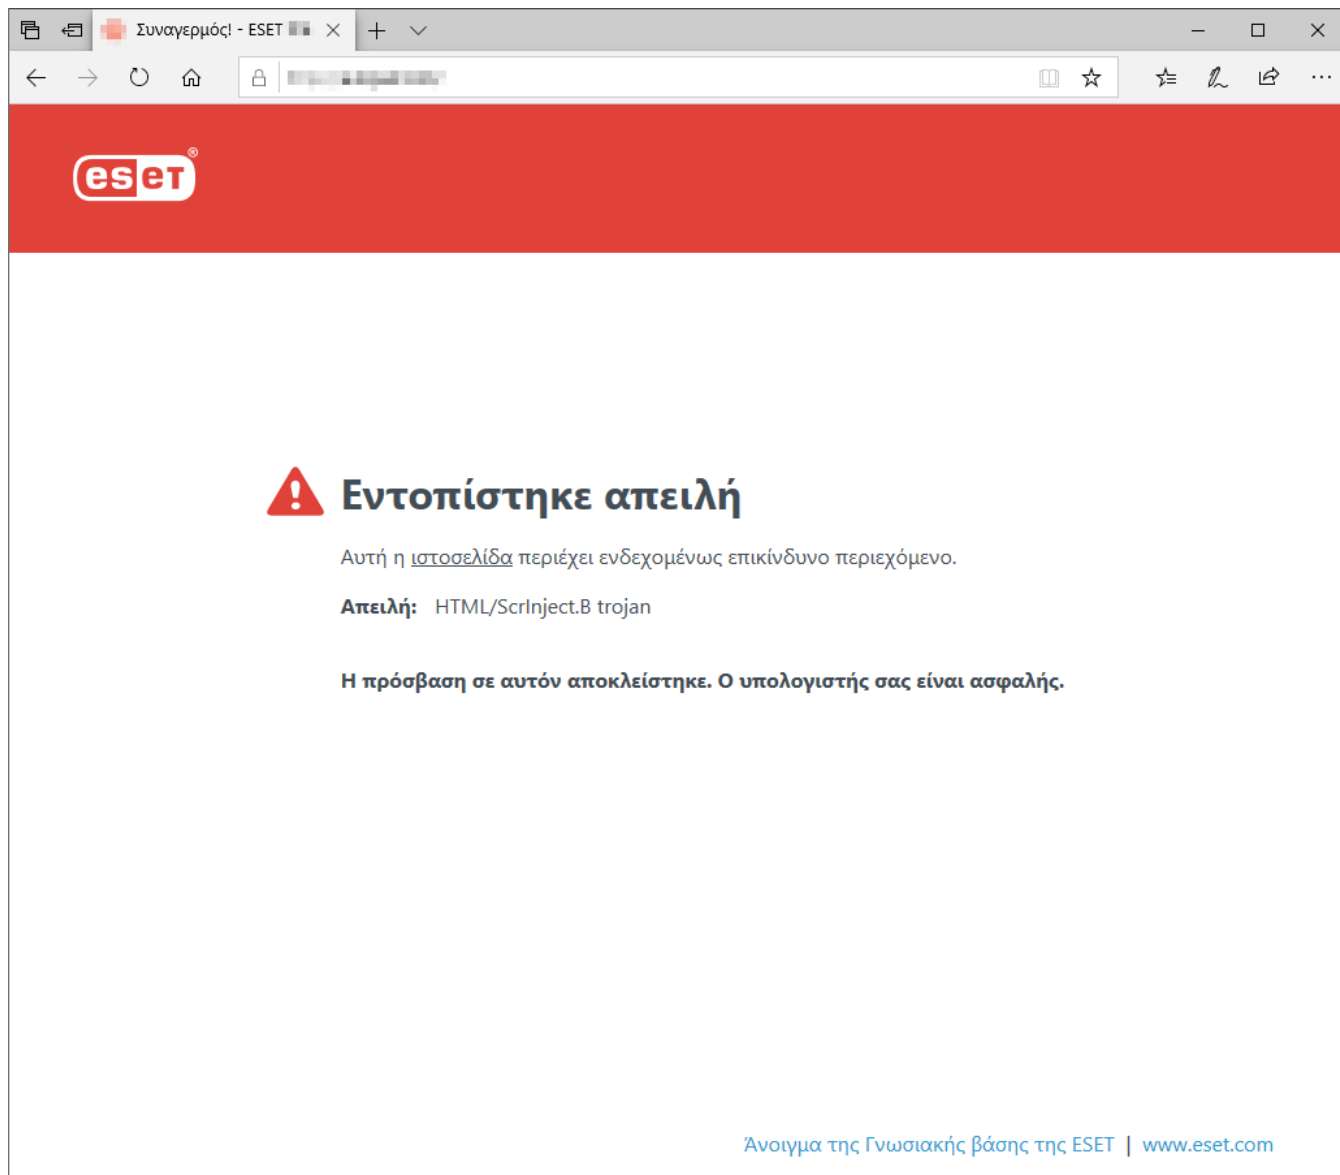 Συναγερμός! - ESET
eset®
Εντοπίστηκε απειλή
Αυτή η ιστοσελίδα περιέχει ενδεχομένως επικίνδυνο περιεχόμενο.
Απειλή: HTML/ScrInject.B trojan
Η πρόσβαση σε αυτόν αποκλείστηκε. Ο υπολογιστής σας είναι ασφαλής.
Άνοιγμα της Γνωσιακής βάσης της ESET | www.eset.com